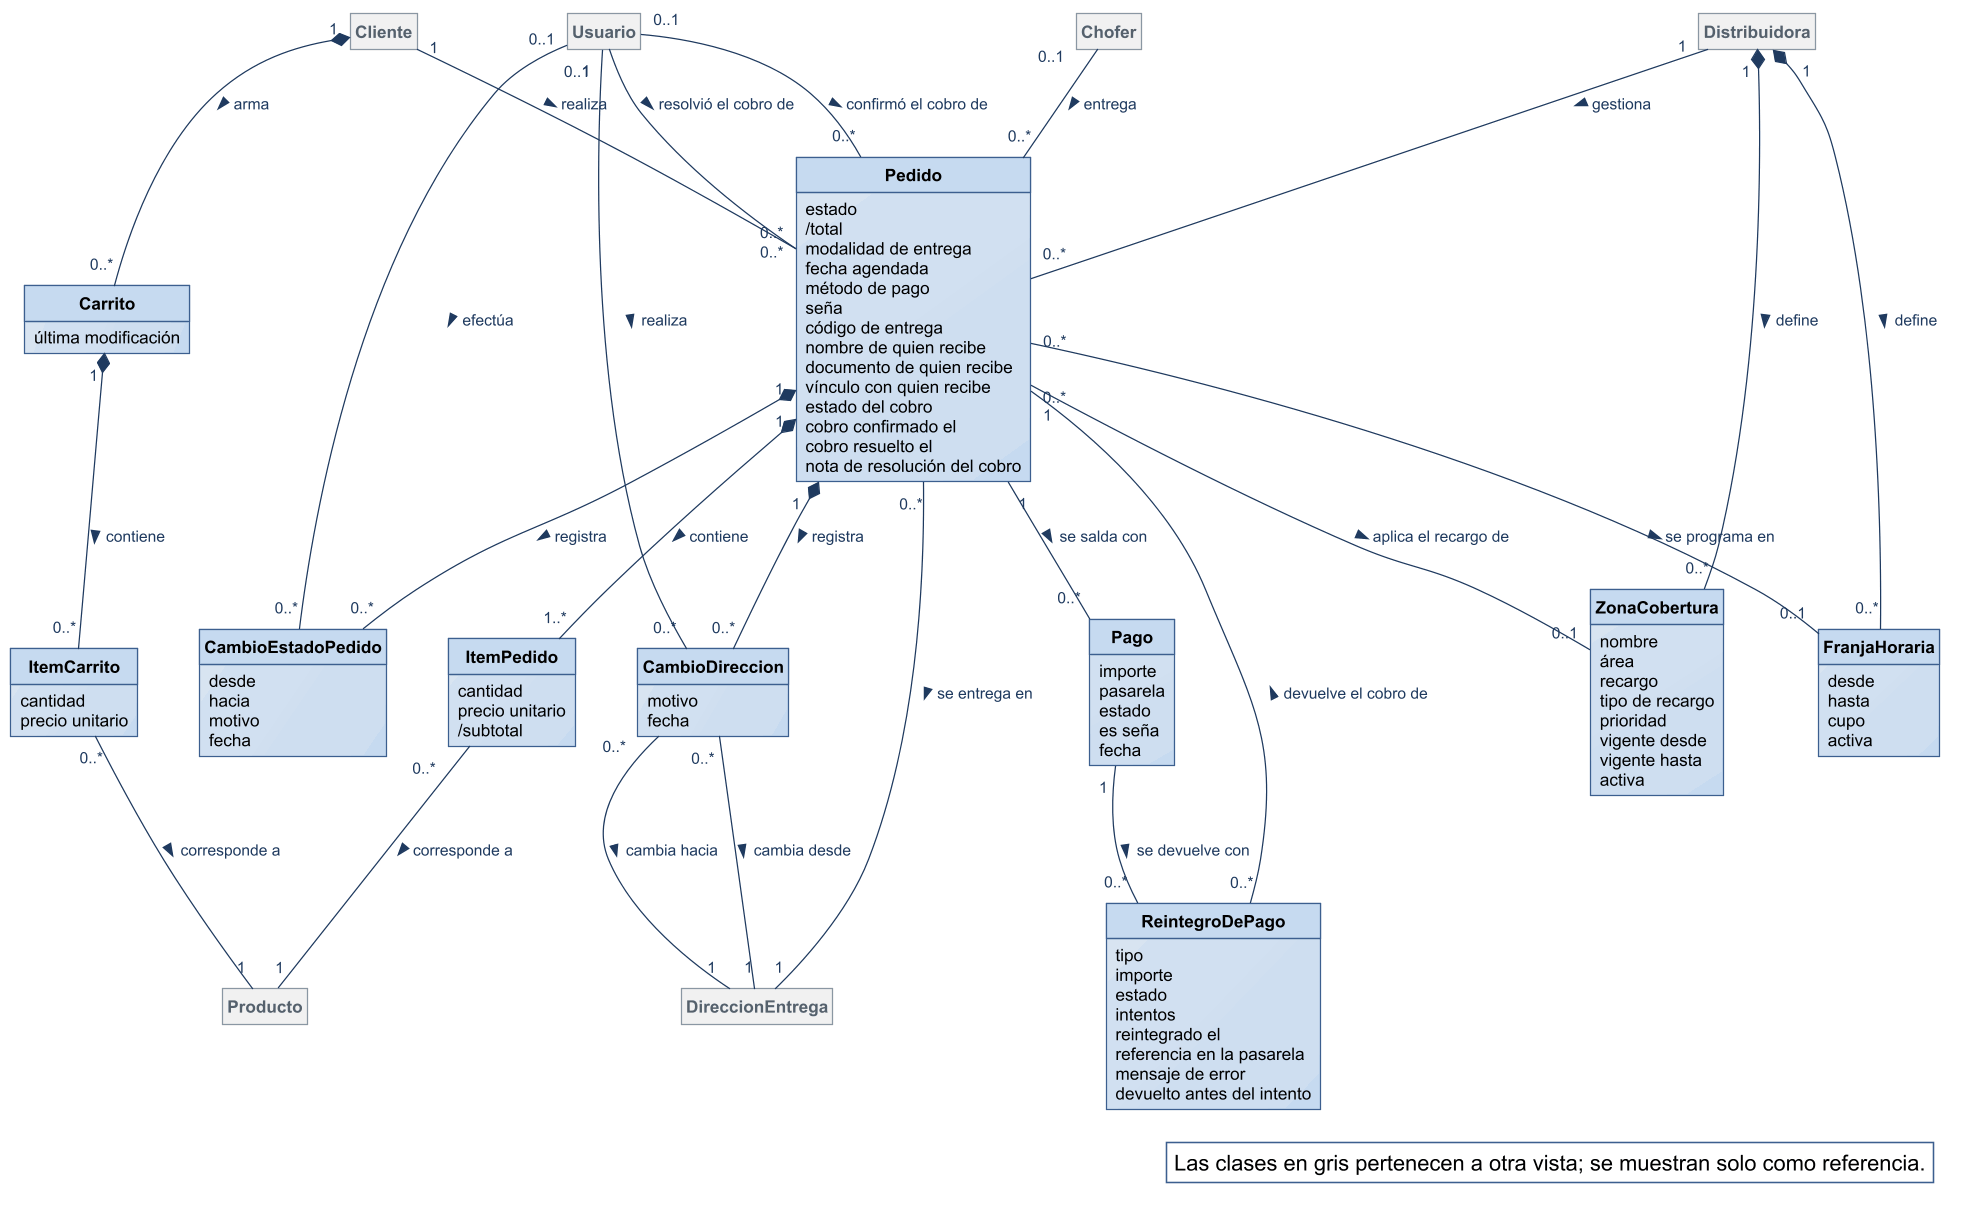 1
Cliente
1
0..1
Usuario
0..1
0..1
1
Chofer
0..1
1
Distribuidora
1
1
arma
realiza
resolvió el cobro de
confirmó el cobro de
entrega
gestiona
0..*
0..*
0..*
0..*
0..*
0..*
Pedido
estado
/total
modalidad de entrega
fecha agendada
método de pago
seña
código de entrega
nombre de quien recibe
documento de quien recibe
vínculo con quien recibe
estado del cobro
cobro confirmado el
cobro resuelto el
nota de resolución del cobro
Carrito
última modificación
efectúa
realiza
define
define
0..*
0..*
1
1
1
1
1
0..*
1
contiene
registra
contiene
registra
se salda con
aplica el recargo de
se programa en
0..*
0..*
0..*
1..*
0..*
0..*
0..*
0..*
0..*
0..1
0..1
ItemCarrito
cantidad
precio unitario
CambioEstadoPedido
desde
hacia
motivo
fecha
ItemPedido
cantidad
precio unitario
/subtotal
CambioDireccion
motivo
fecha
se entrega en
Pago
importe
pasarela
estado
es seña
fecha
devuelve el cobro de
ZonaCobertura
nombre
área
recargo
tipo de recargo
prioridad
vigente desde
vigente hasta
activa
FranjaHoraria
desde
hasta
cupo
activa
0..*
0..*
0..*
0..*
1
corresponde a
corresponde a
cambia hacia
cambia desde
se devuelve con
0..*
0..*
1
1
1
1
1
Producto
DireccionEntrega
ReintegroDePago
tipo
importe
estado
intentos
reintegrado el
referencia en la pasarela
mensaje de error
devuelto antes del intento
Las clases en gris pertenecen a otra vista; se muestran solo como referencia.